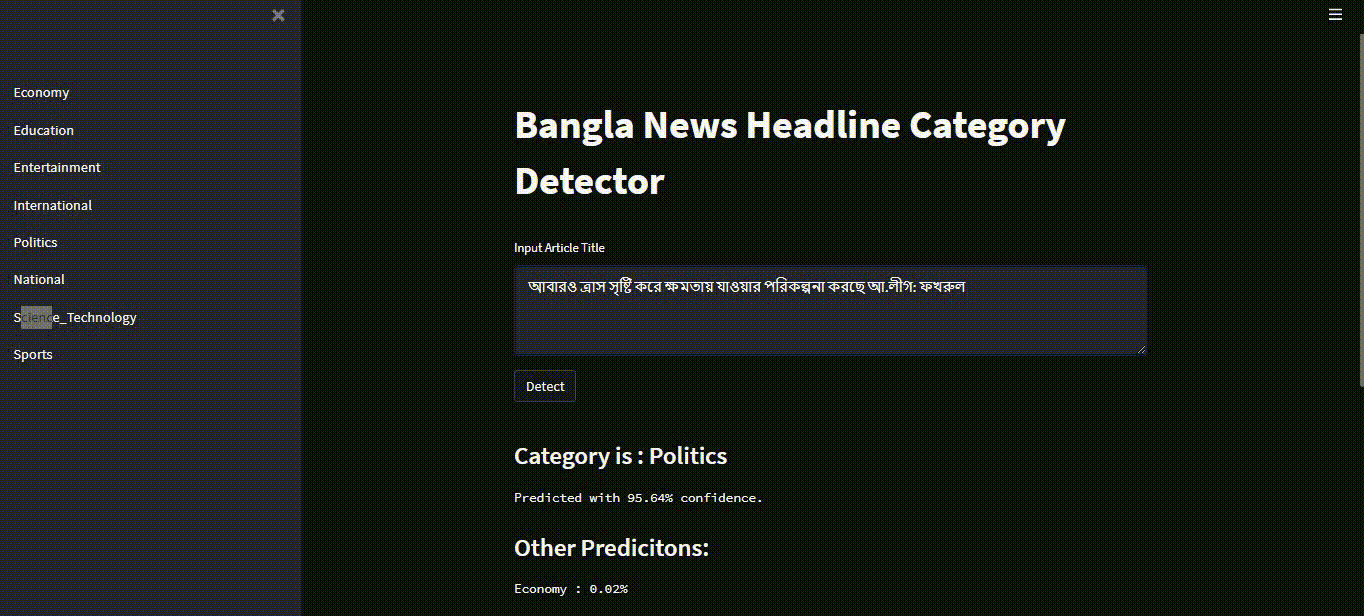 Economy
Education
Entertainment
International
Politics
National
Science_Technology
Sports
Bangla News Headline Category
Detector
Input Article Title
আবারও ত্রাস সৃষ্টি করে ক্ষমতায় যাওয়ার পরিকল্পনা করছে আ.লীগ: ফখরুল
Detect
Category is : Politics
Predicted with 95.64% confidence.
Other Predicitons:
Economy : 0.02%